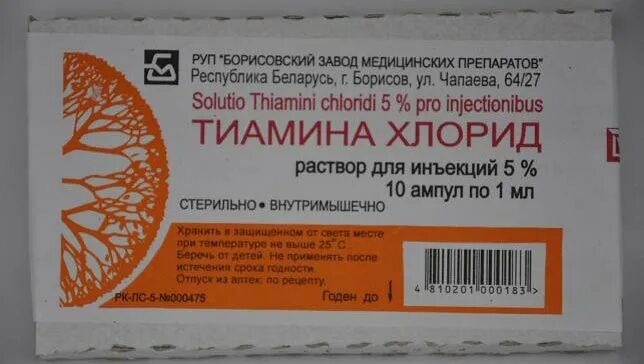 РУП "БОРИСОВСКИЙ ЗАВОД МЕДИЦИНСКИХ ПРЕПАРАТОВ"
Республика Беларусь, г. Борисов, ул. Чапаева, 64/27
Solutio Thiamini chloridi 5 % pro injectionibus
ТИАМИНА ХЛОРИД
раствор для инъекций 5 %
10 ампул по 1 мл
СТЕРИЛЬНО • ВНУТРИМЫШЕЧНО
Хранить в защищенном от света месте
при температуре не выше 25°С.
Беречь от детей. Не применять после
истечения срока годности.
Отпуск из аптек: по рецепту.
РК-ЛС-5-№000475
Годен до
4 810201 000183 >